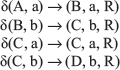 δ(A, a) → (B, a, R)
δ(B, b) → (C, b, R)
δ(C, a) → (C, a, R)
δ(C, b) → (D, b, R)